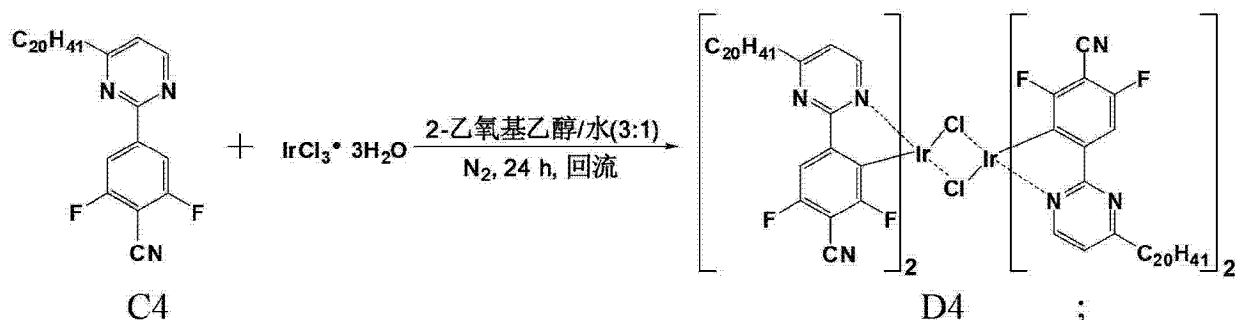 C₂₀H₄₁
N N
F F
CN
C4
+
IrCl₃• 3H₂O
2-乙氧基乙醇/水(3:1)
N₂, 24 h, 回流
C₂₀H₄₁
N N
F F
CN
2
Ir
Cl
Cl
Ir
CN
F F
N N
C₂₀H₄₁
2
D4 ;